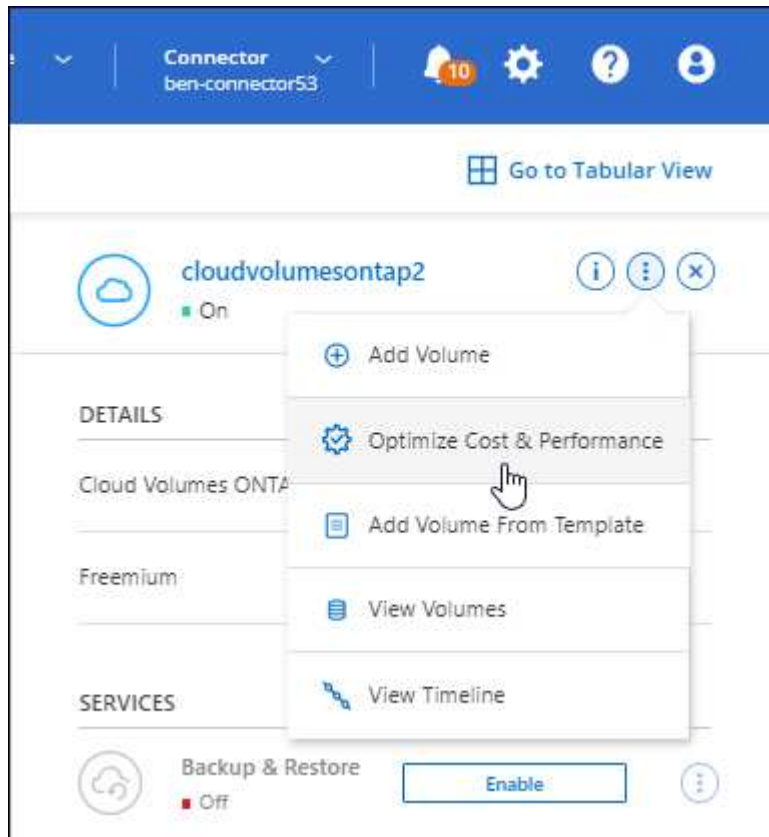 Connector
ben-connector53
10
Go to Tabular View
cloudvolumesontap2
On
Add Volume
DETAILS
Optimize Cost & Performance
Cloud Volumes ONTA
Add Volume From Template
Freemium
View Volumes
View Timeline
SERVICES
Backup & Restore
Enable
Off